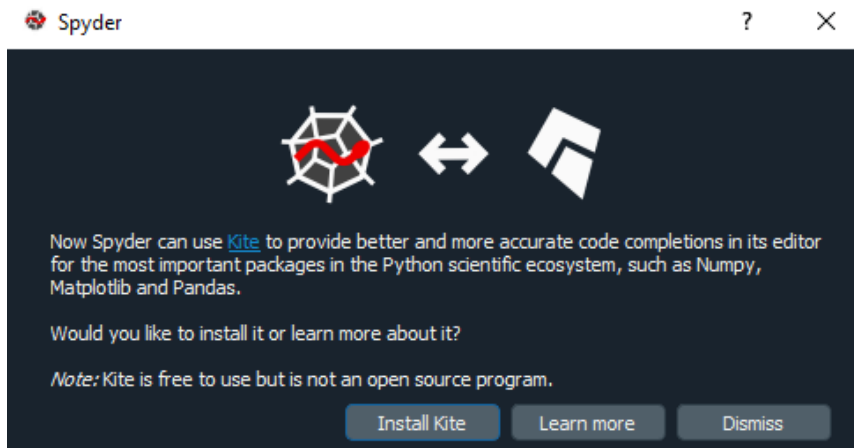 Spyder
?
Now Spyder can use Kite to provide better and more accurate code completions in its editor
for the most important packages in the Python scientific ecosystem, such as Numpy,
Matplotlib and Pandas.
Would you like to install it or learn more about it?
Note: Kite is free to use but is not an open source program.
Install Kite Learn more Dismiss